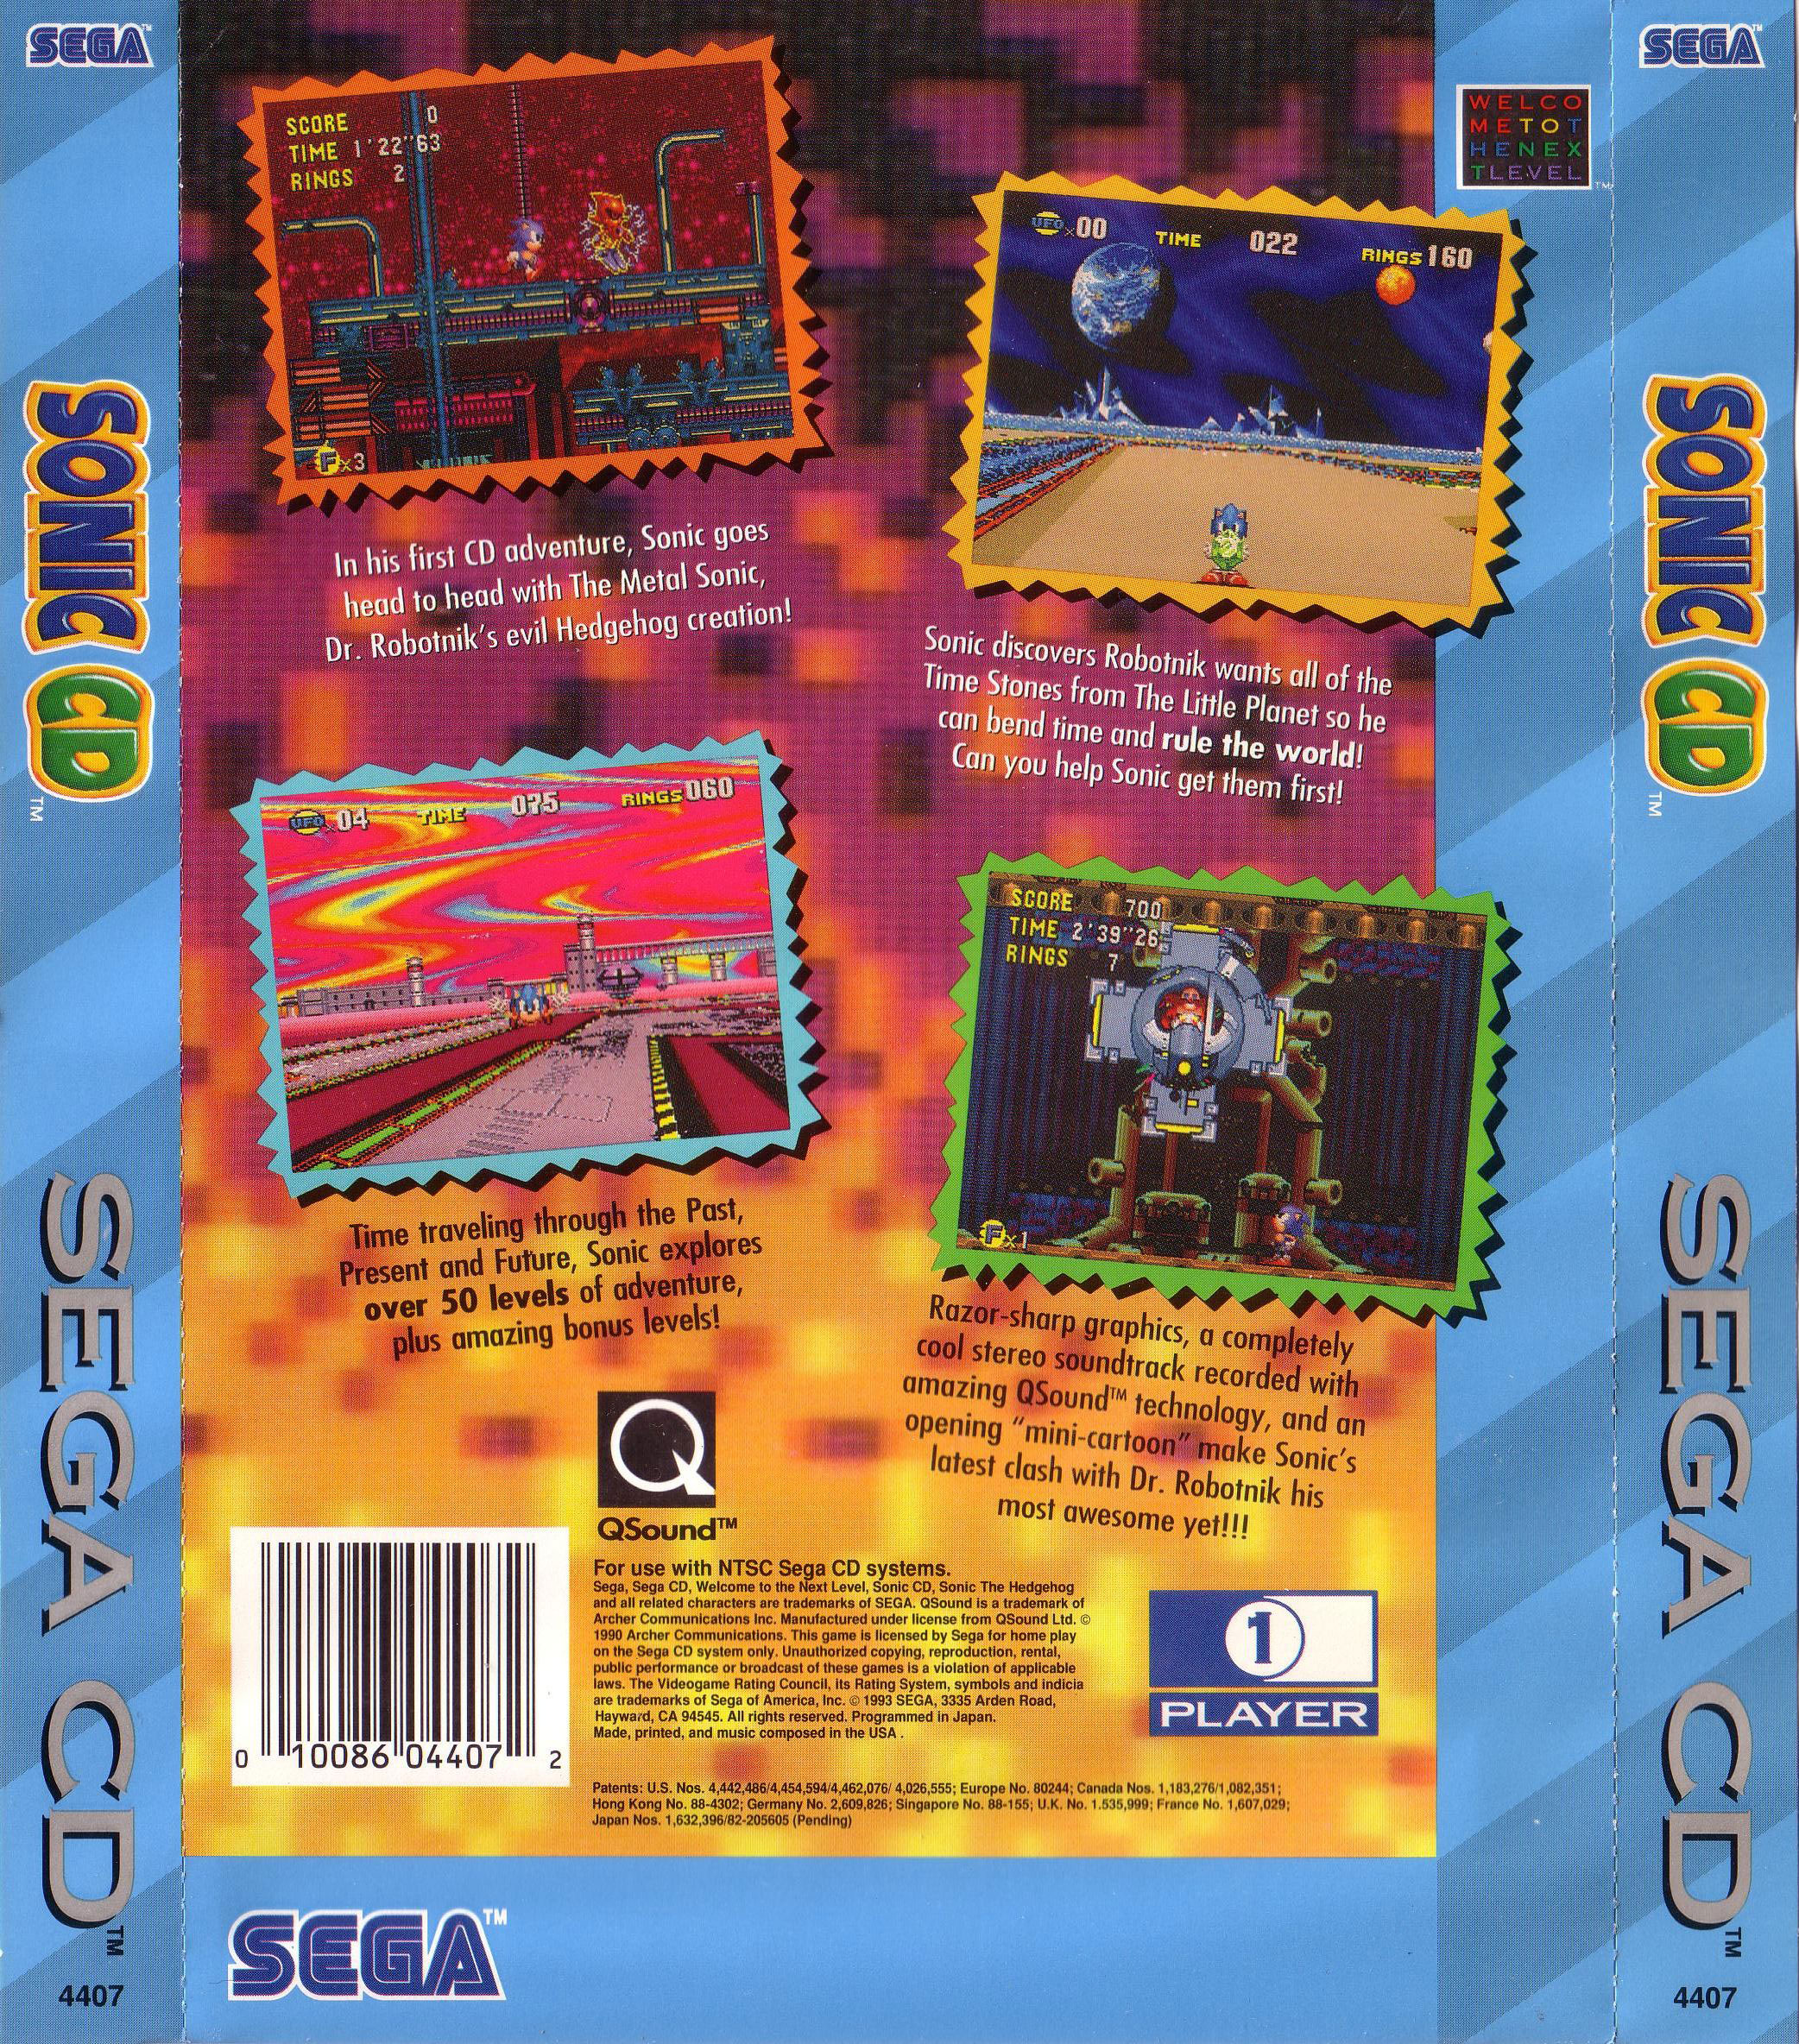 SEGA™
SONIC CD™
SEGA CD™
4407
SCORE 0
TIME 1'22"63
RINGS 2
F×3
In his first CD adventure, Sonic goes
head to head with The Metal Sonic,
Dr. Robotnik's evil Hedgehog creation!
WELCO
METOT
HENEX
TLEVEL™
UFO×00 TIME 022 RINGS 160
Sonic discovers Robotnik wants all of the
Time Stones from The Little Planet so he
can bend time and rule the world!
Can you help Sonic get them first!
UFO×04 TIME 075 RINGS 060
Time traveling through the Past,
Present and Future, Sonic explores
over 50 levels of adventure,
plus amazing bonus levels!
SCORE 700
TIME 2'39"26
RINGS 7
F×1
Razor-sharp graphics, a completely
cool stereo soundtrack recorded with
amazing QSound™ technology, and an
opening "mini-cartoon" make Sonic's
latest clash with Dr. Robotnik his
most awesome yet!!!
Q
QSound™
For use with NTSC Sega CD systems.
Sega, Sega CD, Welcome to the Next Level, Sonic CD, Sonic The Hedgehog
and all related characters are trademarks of SEGA. QSound is a trademark of
Archer Communications Inc. Manufactured under license from QSound Ltd. ©
1990 Archer Communications. This game is licensed by Sega for home play
on the Sega CD system only. Unauthorized copying, reproduction, rental,
public performance or broadcast of these games is a violation of applicable
laws. The Videogame Rating Council, its Rating System, symbols and indicia
are trademarks of Sega of America, Inc. © 1993 SEGA, 3335 Arden Road,
Hayward, CA 94545. All rights reserved. Programmed in Japan.
Made, printed, and music composed in the USA .
0 10086 04407 2
1
PLAYER
Patents: U.S. Nos. 4,442,486/4,454,594/4,462,076/ 4,026,555; Europe No. 80244; Canada Nos. 1,183,276/1,082,351;
Hong Kong No. 88-4302; Germany No. 2,609,826; Singapore No. 88-155; U.K. No. 1.535,999; France No. 1,607,029;
Japan Nos. 1,632,396/82-205605 (Pending)
SEGA™
SEGA™
SONIC CD™
SEGA CD™
4407